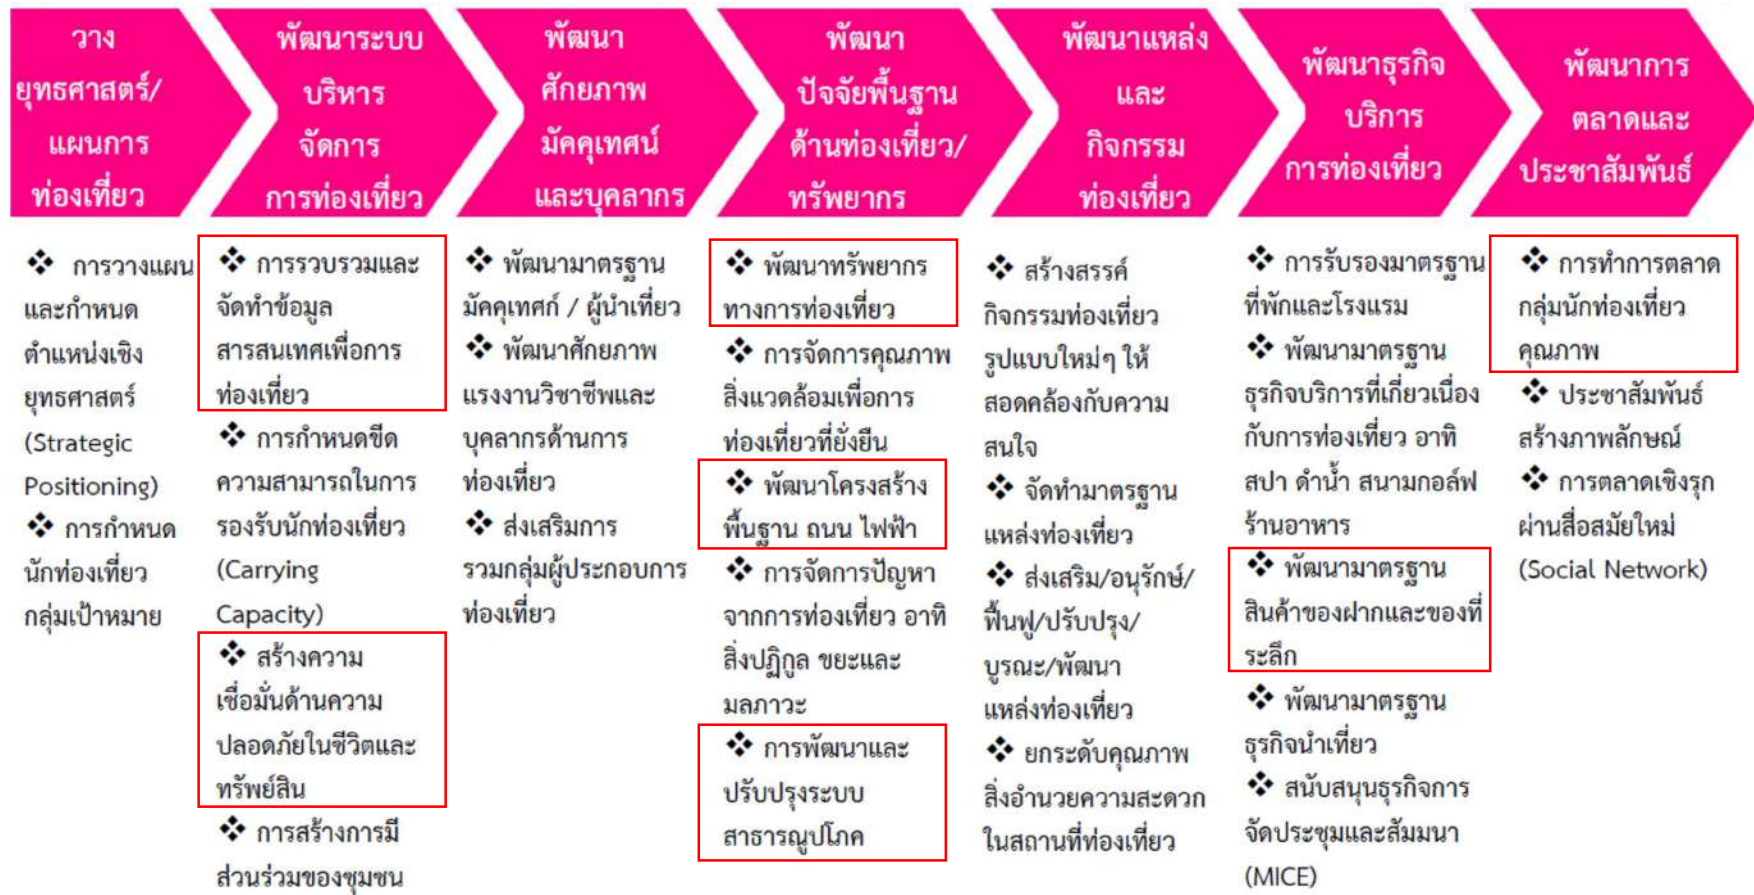 วาง
ยุทธศาสตร์/
แผนการ
ท่องเที่ยว
พัฒนาระบบ
บริหาร
จัดการ
การท่องเที่ยว
พัฒนา
ศักยภาพ
มัคคุเทศน์
และบุคลากร
พัฒนา
ปัจจัยพื้นฐาน
ด้านท่องเที่ยว/
ทรัพยากร
พัฒนาแหล่ง
และ
กิจกรรม
ท่องเที่ยว
พัฒนาธุรกิจ
บริการ
การท่องเที่ยว
พัฒนาการ
ตลาดและ
ประชาสัมพันธ์
❖ การวางแผน
และกำหนด
ตำแหน่งเชิง
ยุทธศาสตร์
(Strategic
Positioning)
❖ การกำหนด
นักท่องเที่ยว
กลุ่มเป้าหมาย
❖ การรวบรวมและ
จัดทำข้อมูล
สารสนเทศเพื่อการ
ท่องเที่ยว
❖ การกำหนดขีด
ความสามารถในการ
รองรับนักท่องเที่ยว
(Carrying
Capacity)
❖ สร้างความ
เชื่อมั่นด้านความ
ปลอดภัยในชีวิตและ
ทรัพย์สิน
❖ การสร้างการมี
ส่วนร่วมของชุมชน
❖ พัฒนามาตรฐาน
มัคคุเทศก์ / ผู้นำเที่ยว
❖ พัฒนาศักยภาพ
แรงงานวิชาชีพและ
บุคลากรด้านการ
ท่องเที่ยว
❖ ส่งเสริมการ
รวมกลุ่มผู้ประกอบการ
ท่องเที่ยว
❖ พัฒนาทรัพยากร
ทางการท่องเที่ยว
❖ การจัดการคุณภาพ
สิ่งแวดล้อมเพื่อการ
ท่องเที่ยวที่ยั่งยืน
❖ พัฒนาโครงสร้าง
พื้นฐาน ถนน ไฟฟ้า
❖ การจัดการปัญหา
จากการท่องเที่ยว อาทิ
สิ่งปฏิกูล ขยะและ
มลภาวะ
❖ การพัฒนาและ
ปรับปรุงระบบ
สาธารณูปโภค
❖ สร้างสรรค์
กิจกรรมท่องเที่ยว
รูปแบบใหม่ๆ ให้
สอดคล้องกับความ
สนใจ
❖ จัดทำมาตรฐาน
แหล่งท่องเที่ยว
❖ ส่งเสริม/อนุรักษ์/
ฟื้นฟู/ปรับปรุง/
บูรณะ/พัฒนา
แหล่งท่องเที่ยว
❖ ยกระดับคุณภาพ
สิ่งอำนวยความสะดวก
ในสถานที่ท่องเที่ยว
❖ การรับรองมาตรฐาน
ที่พักและโรงแรม
❖ พัฒนามาตรฐาน
ธุรกิจบริการที่เกี่ยวเนื่อง
กับการท่องเที่ยว อาทิ
สปา ดำน้ำ สนามกอล์ฟ
ร้านอาหาร
❖ พัฒนามาตรฐาน
สินค้าของฝากและของที่
ระลึก
❖ พัฒนามาตรฐาน
ธุรกิจนำเที่ยว
❖ สนับสนุนธุรกิจการ
จัดประชุมและสัมมนา
(MICE)
❖ การทำการตลาด
กลุ่มนักท่องเที่ยว
คุณภาพ
❖ ประชาสัมพันธ์
สร้างภาพลักษณ์
❖ การตลาดเชิงรุก
ผ่านสื่อสมัยใหม่
(Social Network)